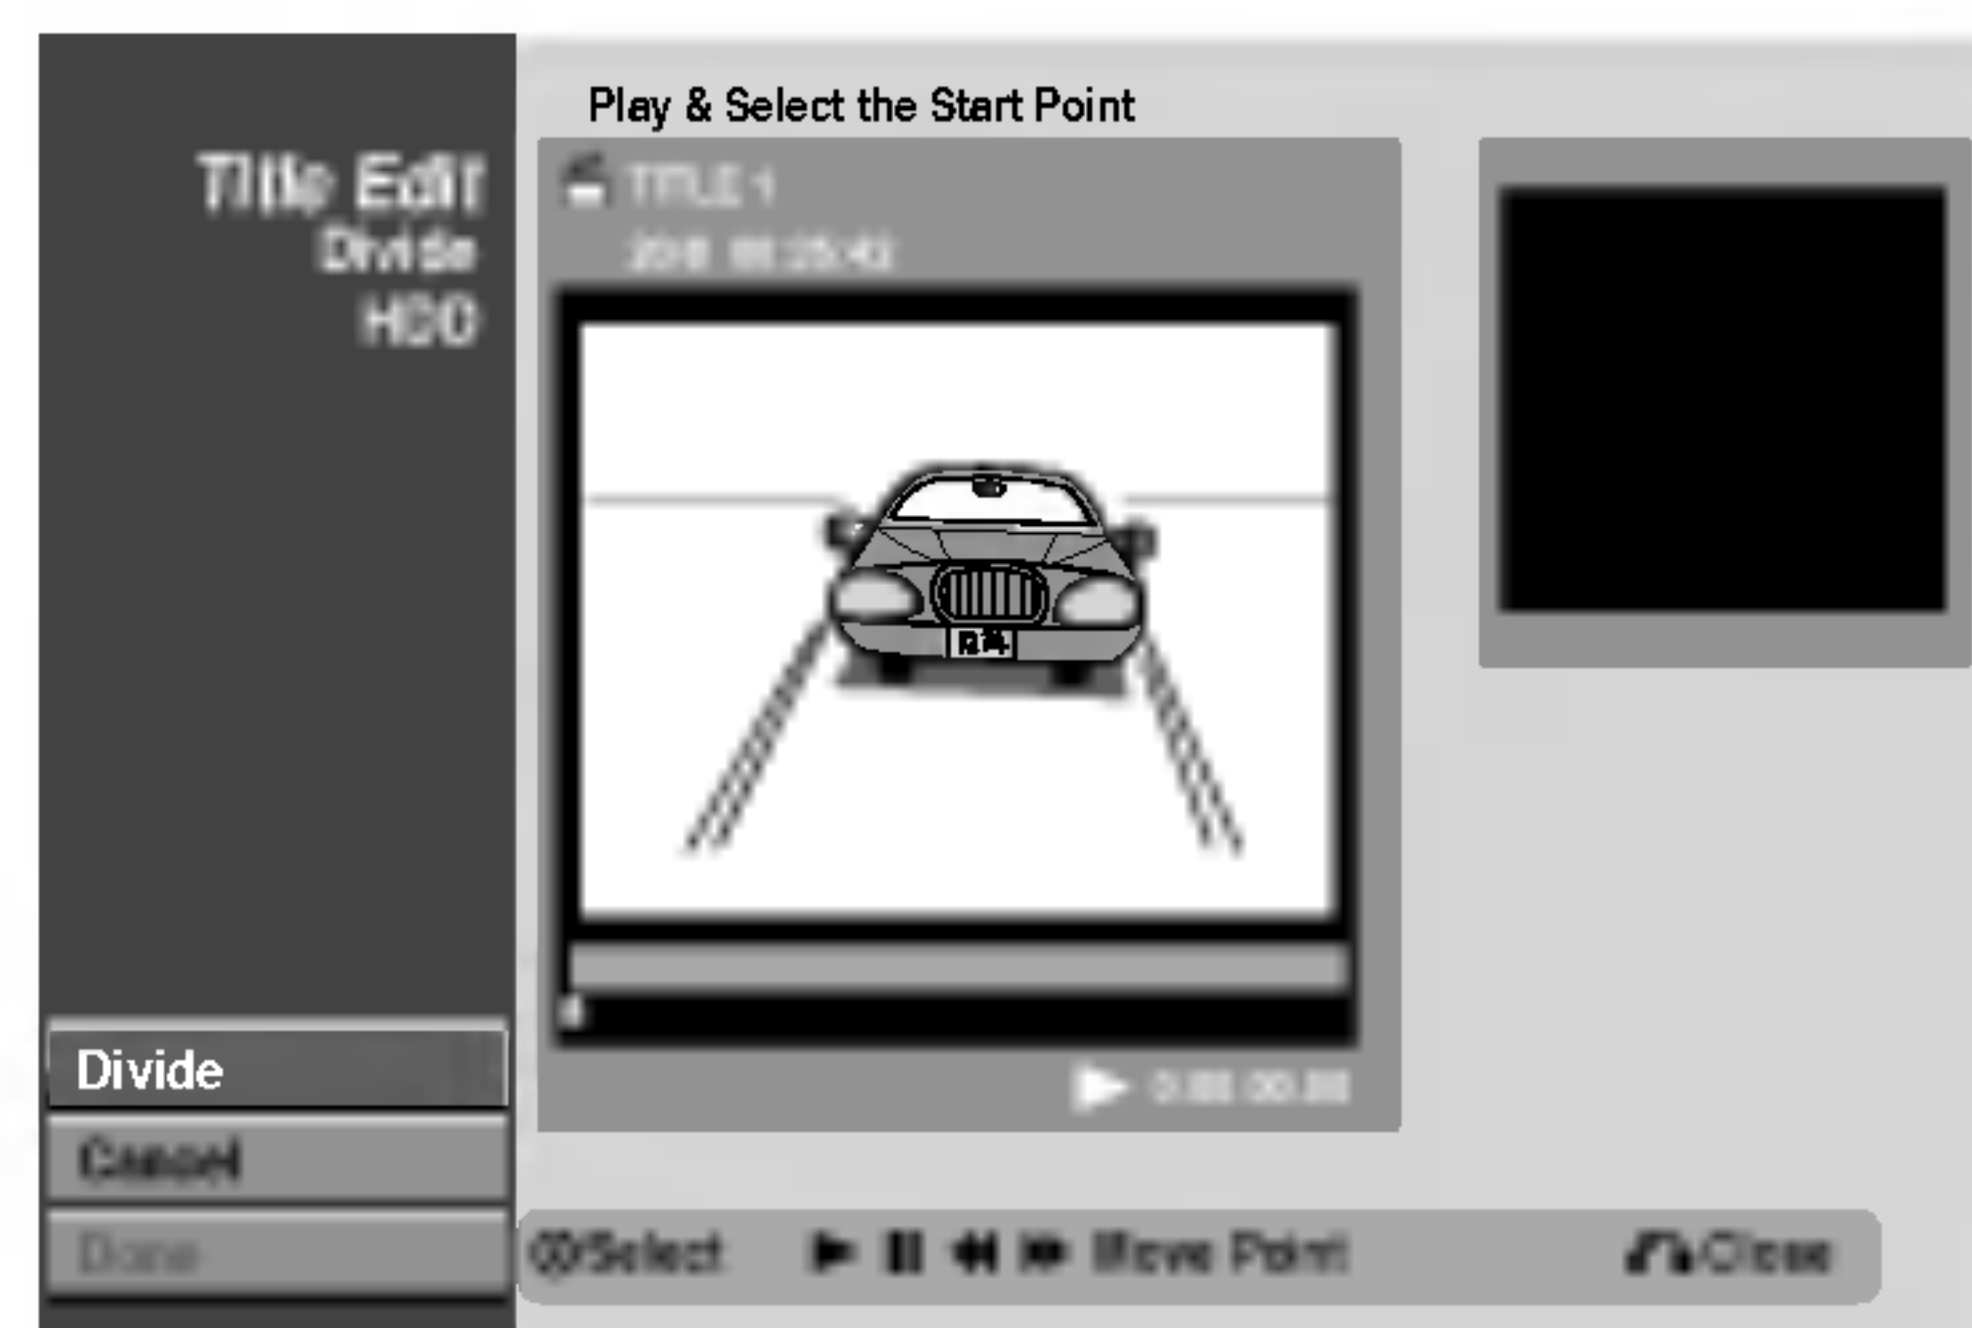 Play & Select the Start Point
Title Edit
Divide
HDD
TITLE 1
Divide
Cancel
Done
Select
Move Point
Close